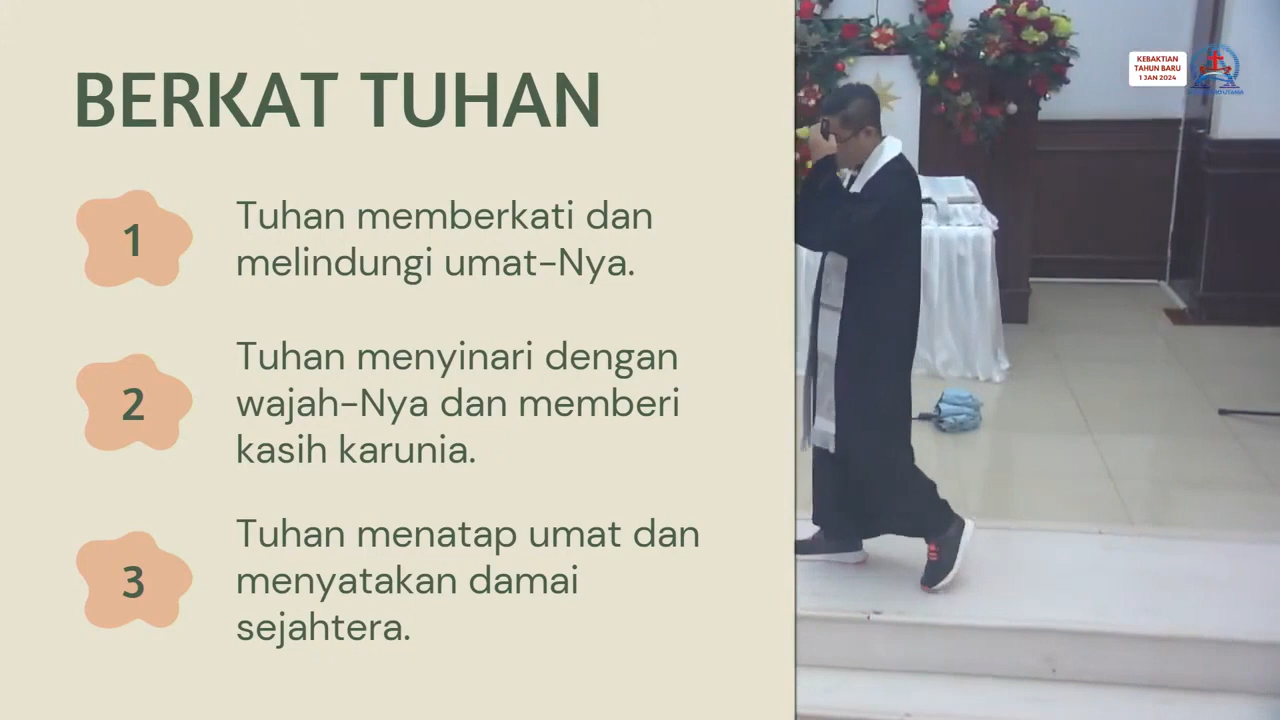 BERKAT TUHAN
1
Tuhan memberkati dan
melindungi umat-Nya.
2
Tuhan menyinari dengan
wajah-Nya dan memberi
kasih karunia.
3
Tuhan menatap umat dan
menyatakan damai
sejahtera.
KEBAKTIAN
TAHUN BARU
1 JAN 2024